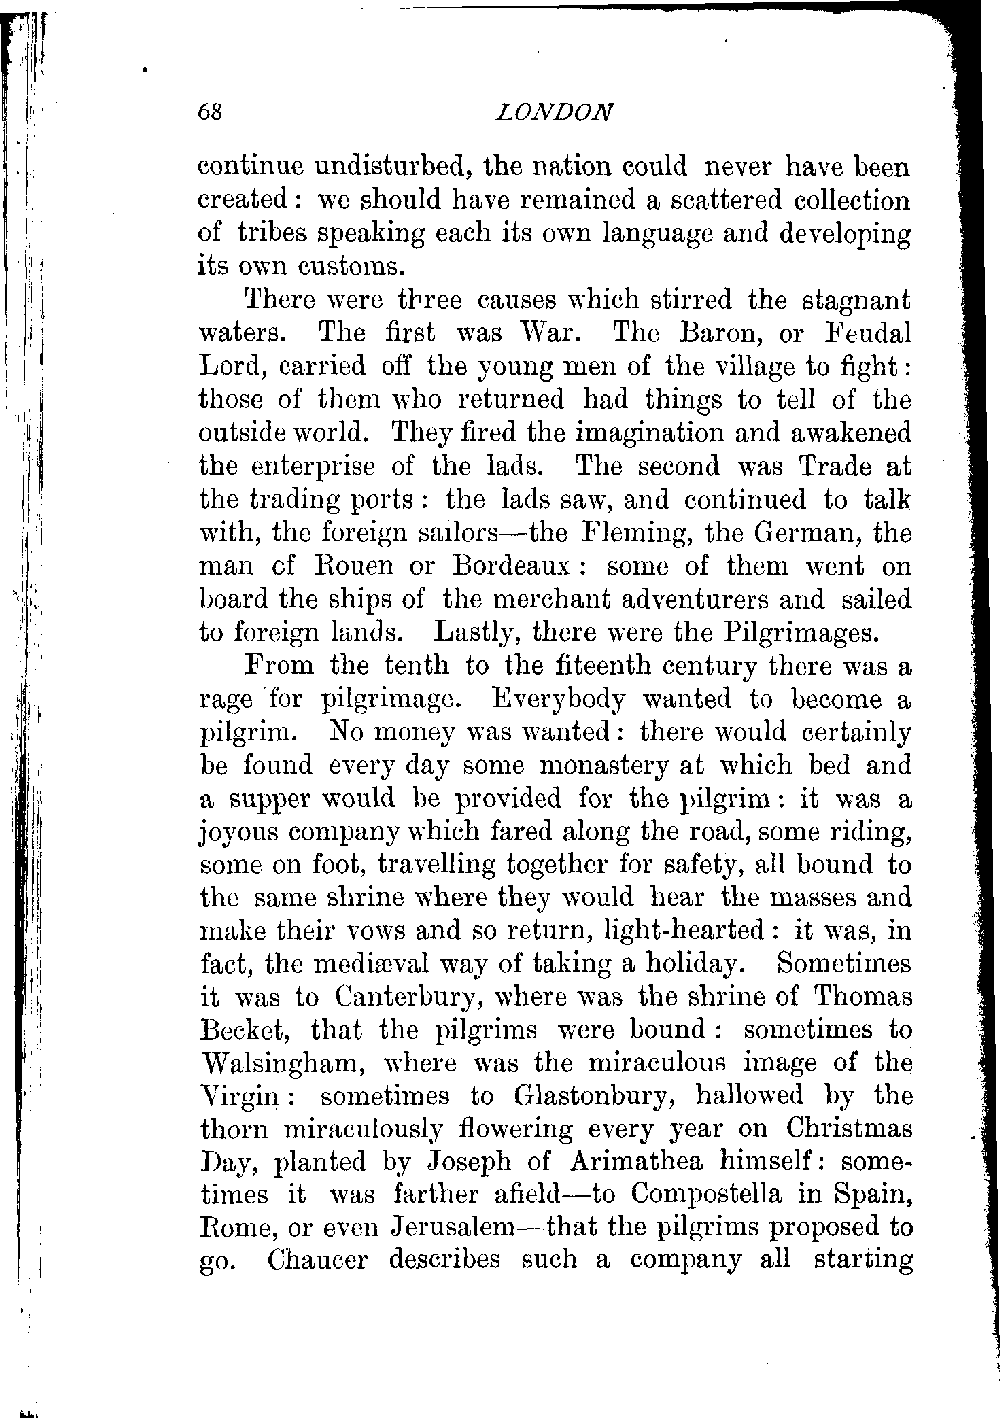 68 LONDON
continue undisturbed, the nation could never have been
created : we should have remained a scattered collection
of tribes speaking each its own language and developing
its own customs.
There were three causes which stirred the stagnant
waters. The first was War. The Baron, or Feudal
Lord, carried off the young men of the village to fight :
those of them who returned had things to tell of the
outside world. They fired the imagination and awakened
the enterprise of the lads. The second was Trade at
the trading ports : the lads saw, and continued to talk
with, the foreign sailors—the Fleming, the German, the
man of Rouen or Bordeaux : some of them went on
board the ships of the merchant adventurers and sailed
to foreign lands. Lastly, there were the Pilgrimages.
From the tenth to the fiteenth century there was a
rage for pilgrimage. Everybody wanted to become a
pilgrim. No money was wanted : there would certainly
be found every day some monastery at which bed and
a supper would be provided for the pilgrim : it was a
joyous company which fared along the road, some riding,
some on foot, travelling together for safety, all bound to
the same shrine where they would hear the masses and
make their vows and so return, light-hearted : it was, in
fact, the mediæval way of taking a holiday. Sometimes
it was to Canterbury, where was the shrine of Thomas
Becket, that the pilgrims were bound : sometimes to
Walsingham, where was the miraculous image of the
Virgin : sometimes to Glastonbury, hallowed by the
thorn miraculously flowering every year on Christmas
Day, planted by Joseph of Arimathea himself : some-
times it was farther afield—to Compostella in Spain,
Rome, or even Jerusalem—that the pilgrims proposed to
go. Chaucer describes such a company all starting